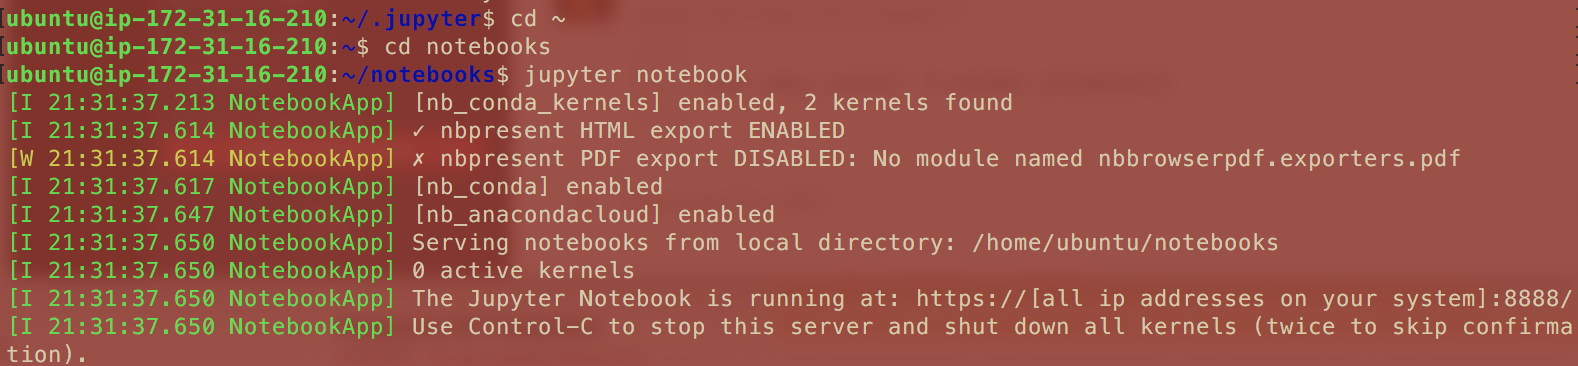 [ubuntu@ip-172-31-16-210:~/.jupyter$ cd ~
[ubuntu@ip-172-31-16-210:~$ cd notebooks
[ubuntu@ip-172-31-16-210:~/notebooks$ jupyter notebook
[I 21:31:37.213 NotebookApp] [nb_conda_kernels] enabled, 2 kernels found
[I 21:31:37.614 NotebookApp] ✓ nbpresent HTML export ENABLED
[W 21:31:37.614 NotebookApp] ✗ nbpresent PDF export DISABLED: No module named nbbrowserpdf.exporters.pdf
[I 21:31:37.617 NotebookApp] [nb_conda] enabled
[I 21:31:37.647 NotebookApp] [nb_anacondacloud] enabled
[I 21:31:37.650 NotebookApp] Serving notebooks from local directory: /home/ubuntu/notebooks
[I 21:31:37.650 NotebookApp] 0 active kernels
[I 21:31:37.650 NotebookApp] The Jupyter Notebook is running at: https://[all ip addresses on your system]:8888/
[I 21:31:37.650 NotebookApp] Use Control-C to stop this server and shut down all kernels (twice to skip confirma
tion).